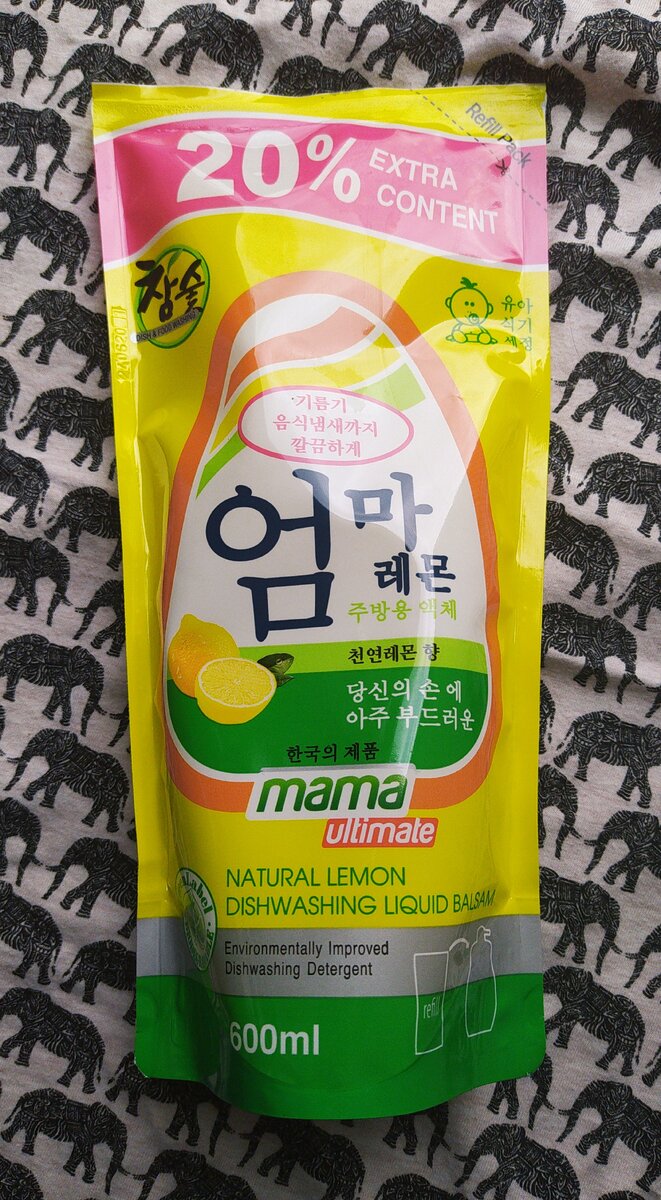 Refill Pack
20% EXTRA
CONTENT
참숯
DISH & FOOD WASHING
유아
식기
세정
기름기
음식냄새까지
깔끔하게
엄마
레몬
주방용 액체
천연레몬 향
당신의 손 에
아주 부드러운
한국의 제품
mama
ultimate
NATURAL LEMON
DISHWASHING LIQUID BALSAM
Environmentally Improved
Dishwashing Detergent
refill
600ml